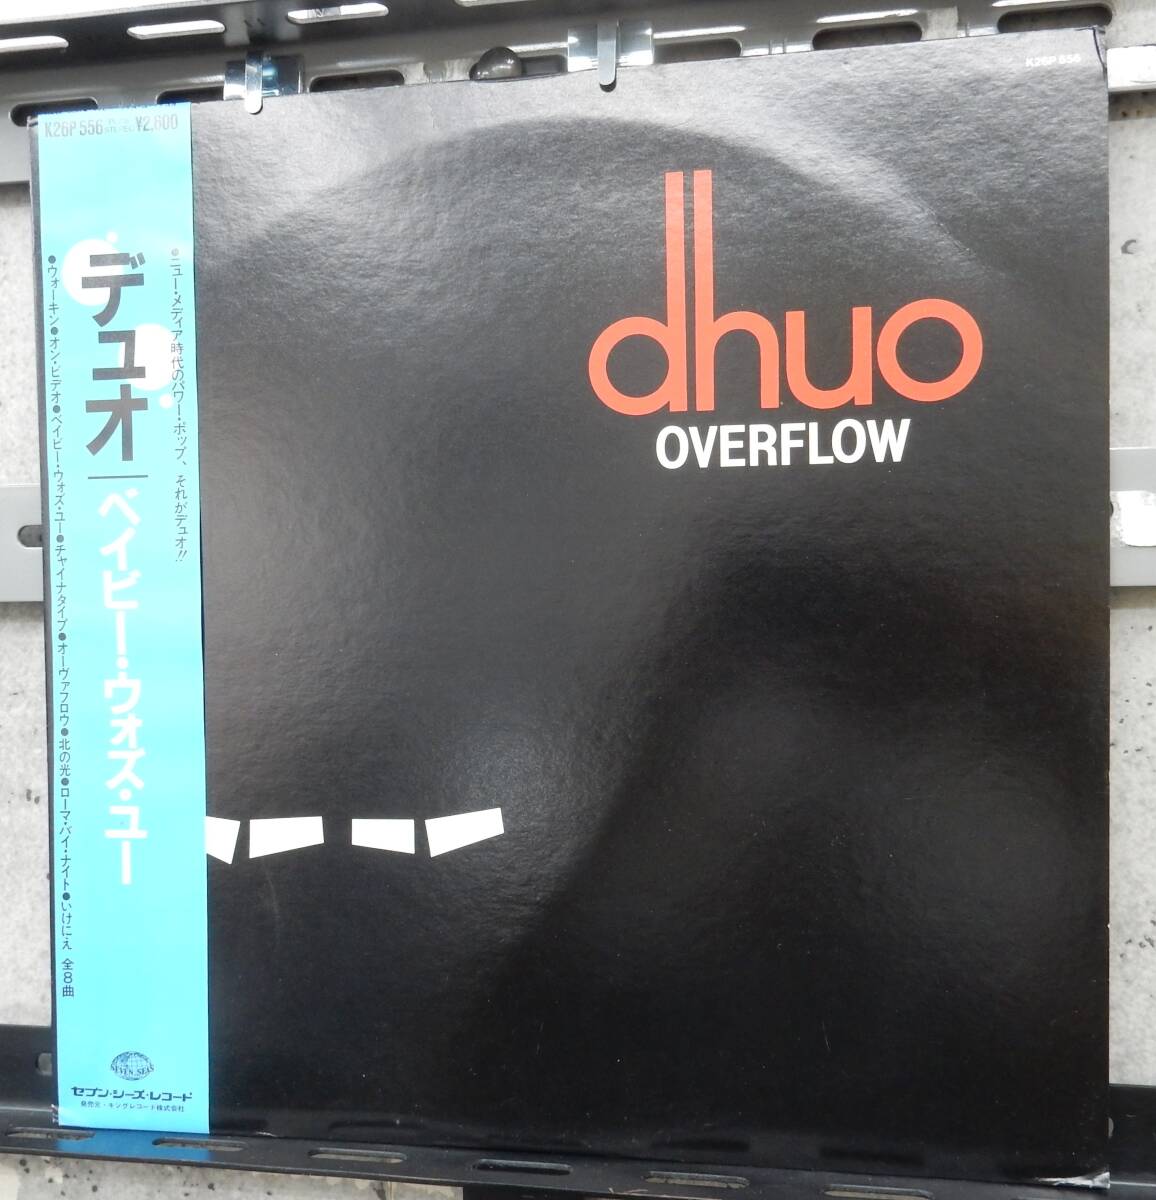 K26P 556 STEREO ¥2,600
●ニュー・メディア時代のパワー・ポップ、それがデュオ!!
デュオ|ベイビー・ウォズ・ユー
●ウォーキン●オン・ビデオ●ベイビー・ウォズ・ユー●チャイナタイプ●オーヴァフロウ●北の光●ローマ・バイ・ナイト●いけにえ 全8曲
SEVEN SEAS
セブン・シーズ・レコード
発売元・キングレコード株式会社
K26P 556
dhuo
OVERFLOW